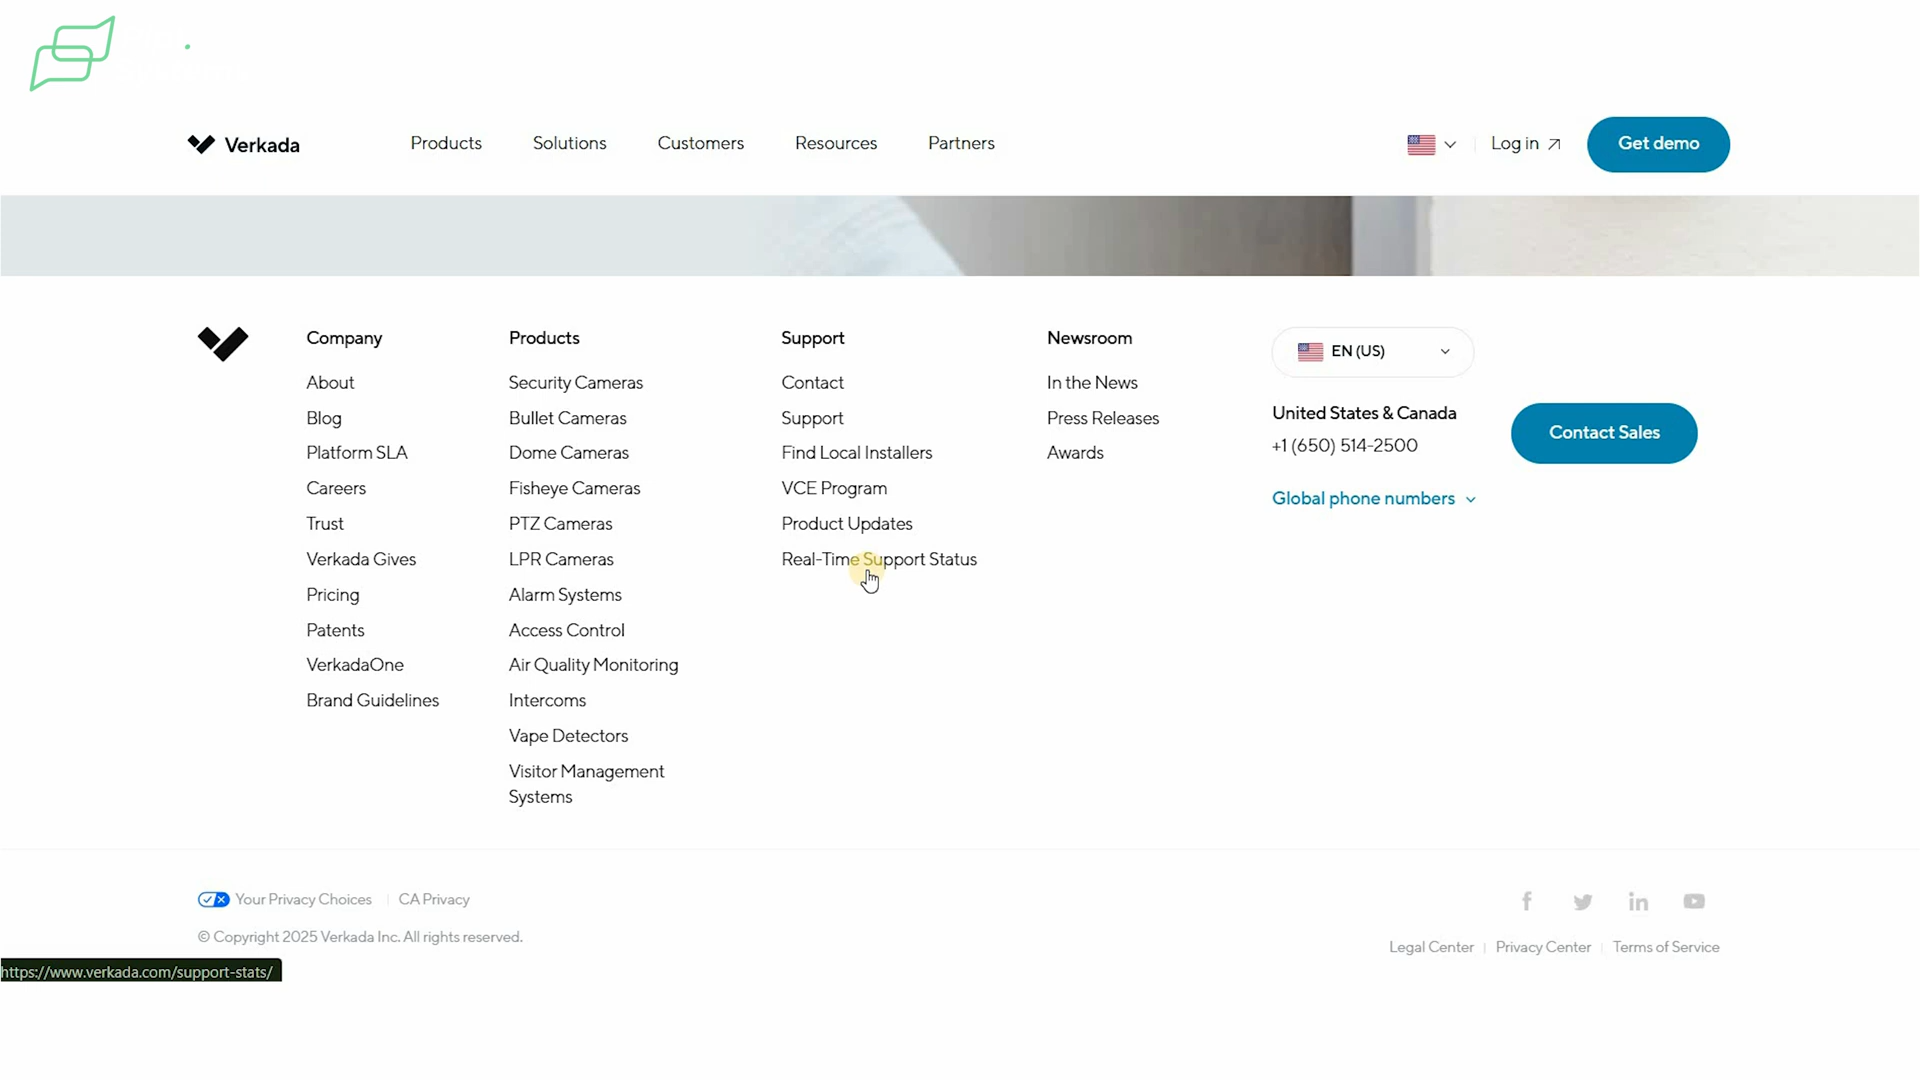 Verkada
Products
Solutions
Customers
Resources
Partners
Log in
Get demo
Company
About
Blog
Platform SLA
Careers
Trust
Verkada Gives
Pricing
Patents
VerkadaOne
Brand Guidelines
Products
Security Cameras
Bullet Cameras
Dome Cameras
Fisheye Cameras
PTZ Cameras
LPR Cameras
Alarm Systems
Access Control
Air Quality Monitoring
Intercoms
Vape Detectors
Visitor Management
Systems
Support
Contact
Support
Find Local Installers
VCE Program
Product Updates
Real-Time Support Status
Newsroom
In the News
Press Releases
Awards
EN (US)
United States & Canada
+1 (650) 514-2500
Global phone numbers
Contact Sales
Your Privacy Choices
CA Privacy
© Copyright 2025 Verkada Inc. All rights reserved.
Legal Center
Privacy Center
Terms of Service
https://www.verkada.com/support-stats/